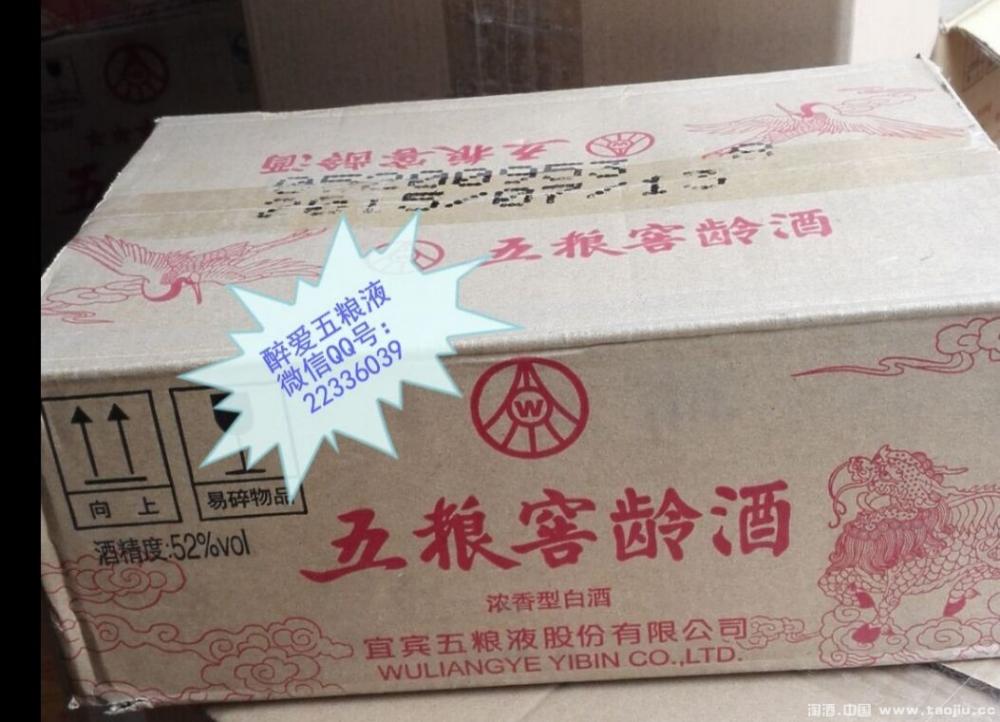 五粮窖龄酒
五粮窖龄酒
醉爱五粮液
微信QQ号：
22336039
W
向 上
易碎物品
酒精度:52%vol
五粮窖龄酒
浓香型白酒
宜宾五粮液股份有限公司
WULIANGYE YIBIN CO.,LTD.
淘酒.中国 www.taojiu.cc